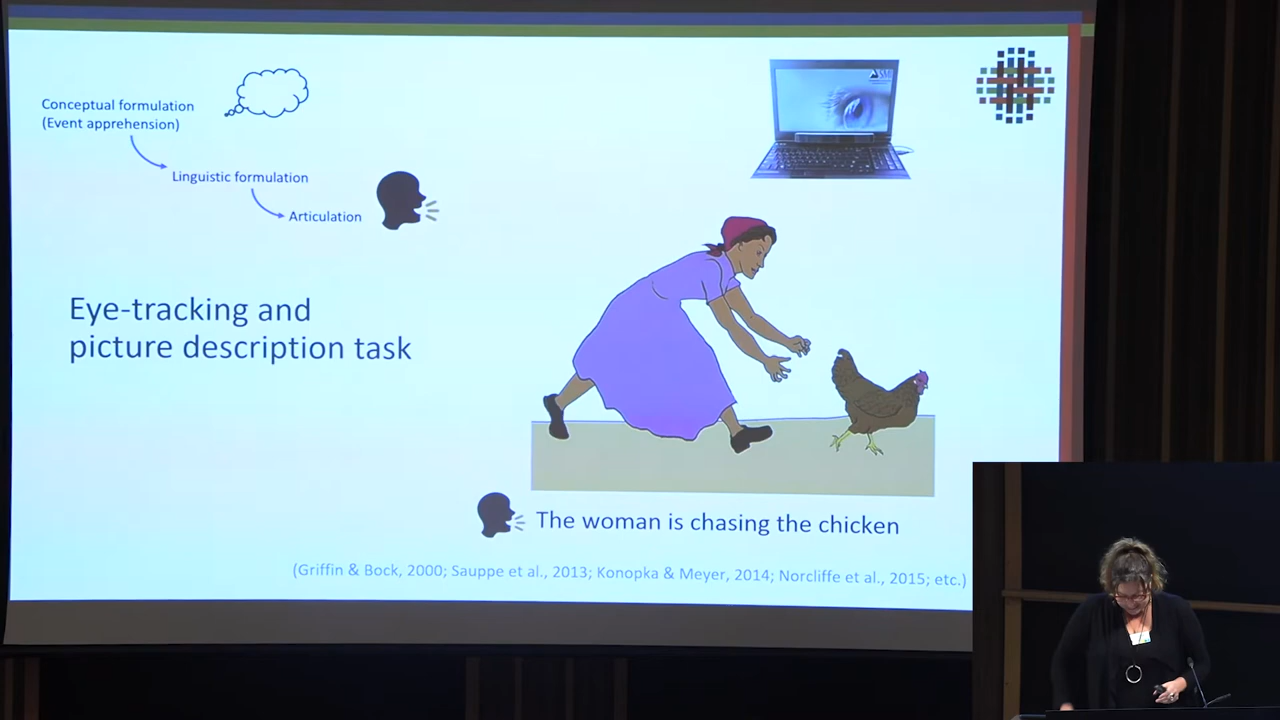 Conceptual formulation
(Event apprehension)
Linguistic formulation
Articulation
SMI
Eye-tracking and
picture description task
The woman is chasing the chicken
(Griffin & Bock, 2000; Sauppe et al., 2013; Konopka & Meyer, 2014; Norcliffe et al., 2015; etc.)